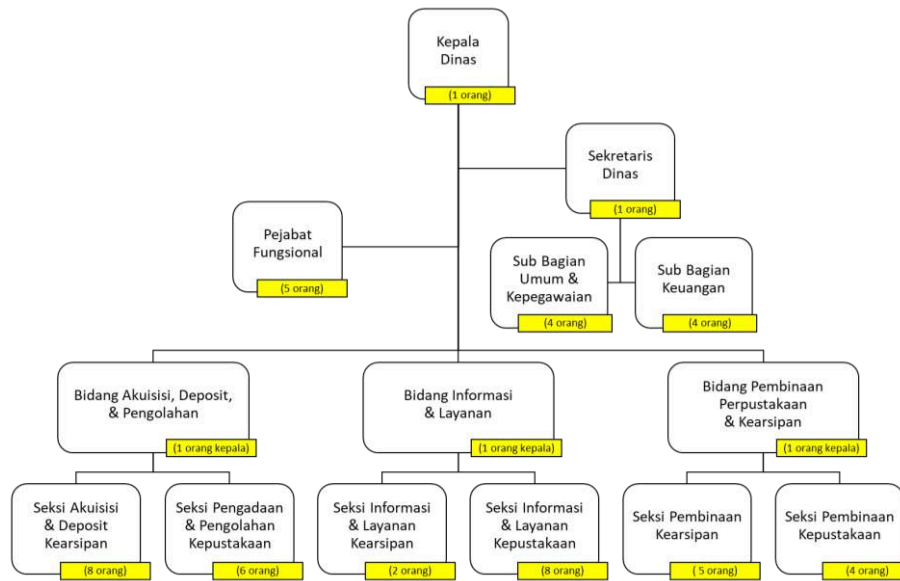 Kepala
Dinas
(1 orang)
Sekretaris
Dinas
(1 orang)
Pejabat
Fungsional
(5 orang)
Sub Bagian
Umum &
Kepegawaian
(4 orang)
Sub Bagian
Keuangan
(4 orang)
Bidang Akuisisi, Deposit,
& Pengolahan
(1 orang kepala)
Bidang Informasi
& Layanan
(1 orang kepala)
Bidang Pembinaan
Perpustakaan
& Kearsipan
(1 orang kepala)
Seksi Akuisisi
& Deposit
Kearsipan
(8 orang)
Seksi Pengadaan
& Pengolahan
Kepustakaan
(6 orang)
Seksi Informasi
& Layanan
Kearsipan
(2 orang)
Seksi Informasi
& Layanan
Kepustakaan
(8 orang)
Seksi Pembinaan
Kearsipan
( 5 orang)
Seksi Pembinaan
Kepustakaan
(4 orang)